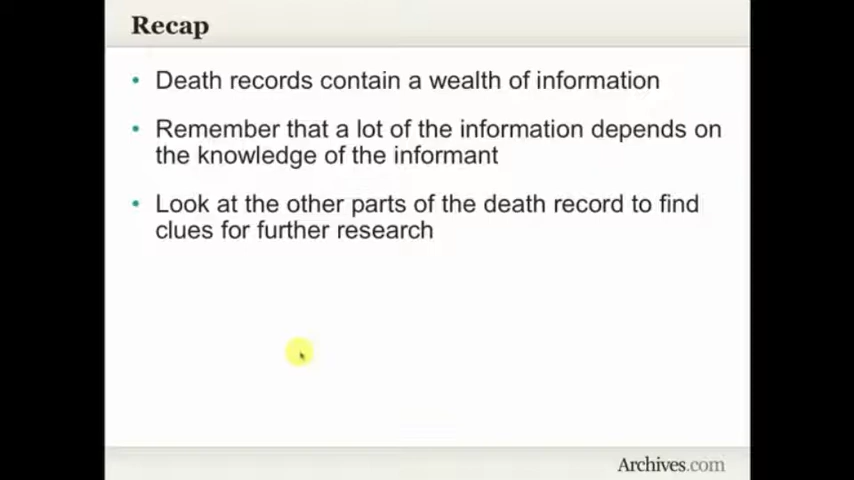 Recap
• Death records contain a wealth of information
• Remember that a lot of the information depends on
the knowledge of the informant
• Look at the other parts of the death record to find
clues for further research
Archives.com